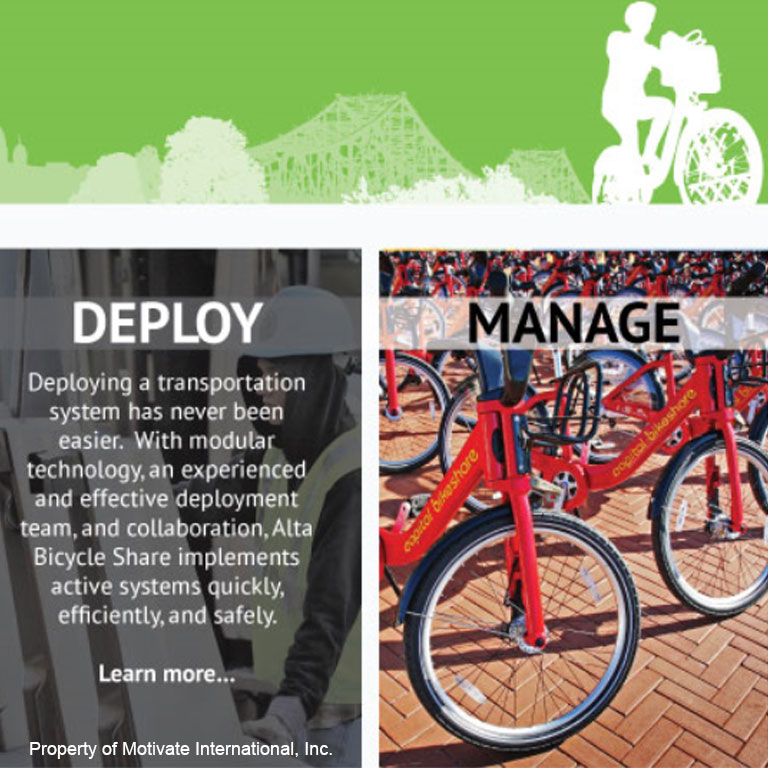 DEPLOY
Deploying a transportation
system has never been
easier. With modular
technology, an experienced
and effective deployment
team, and collaboration, Alta
Bicycle Share implements
active systems quickly,
efficiently, and safely.
Learn more...
Property of Motivate International, Inc.
MANAGE
capital bikeshare
capital bikeshare